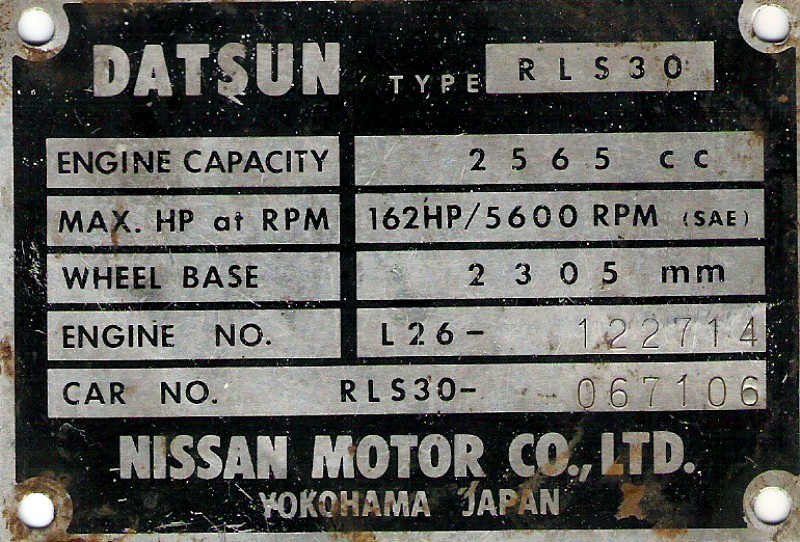 DATSUN TYPE RLS30
ENGINE CAPACITY 2565 cc
MAX. HP at RPM 162HP/5600 RPM (SAE)
WHEEL BASE 2305 mm
ENGINE NO. L26- 122714
CAR NO. RLS30- 067106
NISSAN MOTOR CO., LTD.
YOKOHAMA JAPAN